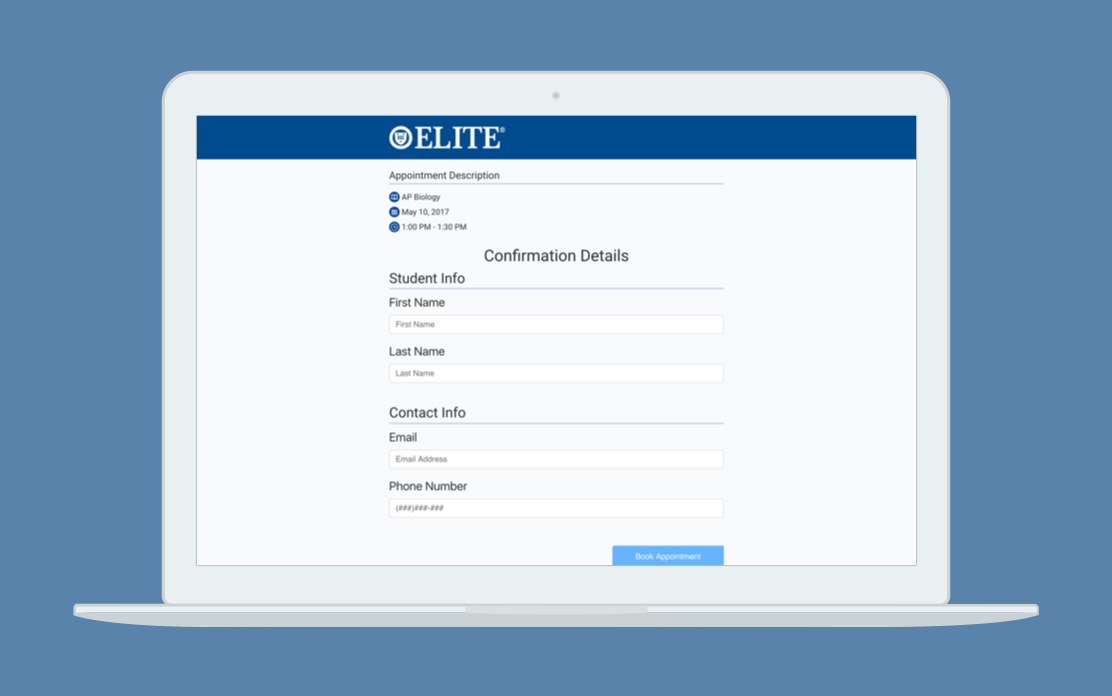 ELITE®
Appointment Description
AP Biology
May 10, 2017
1:00 PM - 1:30 PM
Confirmation Details
Student Info
First Name
First Name
Last Name
Last Name
Contact Info
Email
Email Address
Phone Number
(###)###-###
Book Appointment